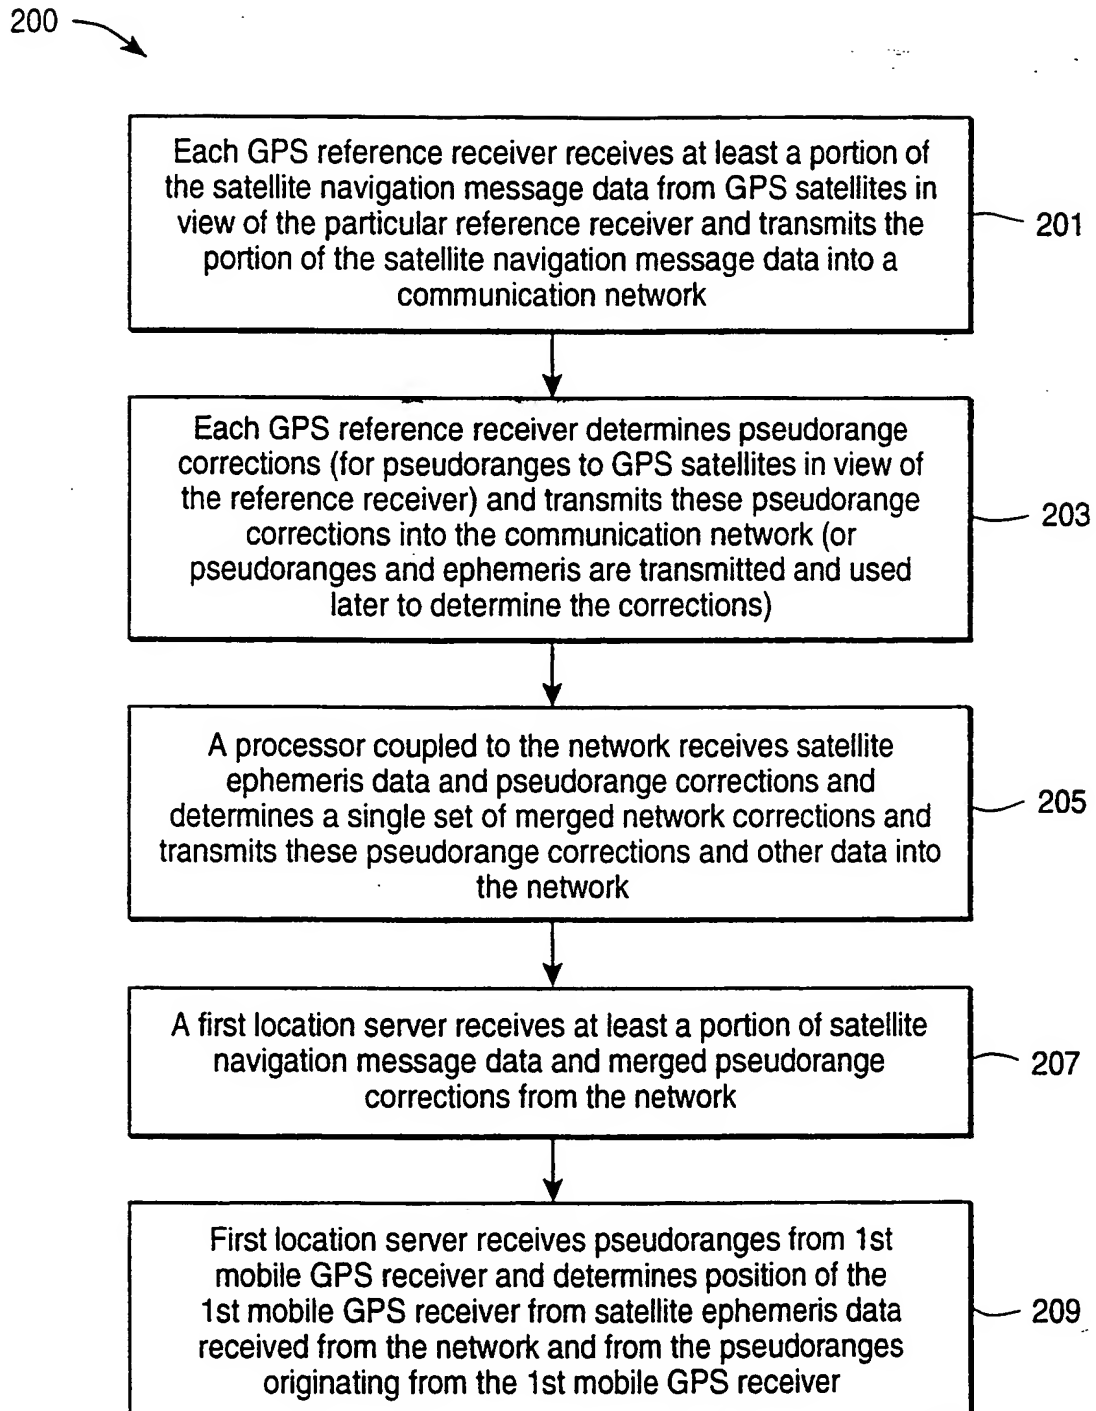 200
Each GPS reference receiver receives at least a portion of
the satellite navigation message data from GPS satellites in
view of the particular reference receiver and transmits the
portion of the satellite navigation message data into a
communication network
201
Each GPS reference receiver determines pseudorange
corrections (for pseudoranges to GPS satellites in view of
the reference receiver) and transmits these pseudorange
corrections into the communication network (or
pseudoranges and ephemeris are transmitted and used
later to determine the corrections)
203
A processor coupled to the network receives satellite
ephemeris data and pseudorange corrections and
determines a single set of merged network corrections and
transmits these pseudorange corrections and other data into
the network
205
A first location server receives at least a portion of satellite
navigation message data and merged pseudorange
corrections from the network
207
First location server receives pseudoranges from 1st
mobile GPS receiver and determines position of the
1st mobile GPS receiver from satellite ephemeris data
received from the network and from the pseudoranges
originating from the 1st mobile GPS receiver
209